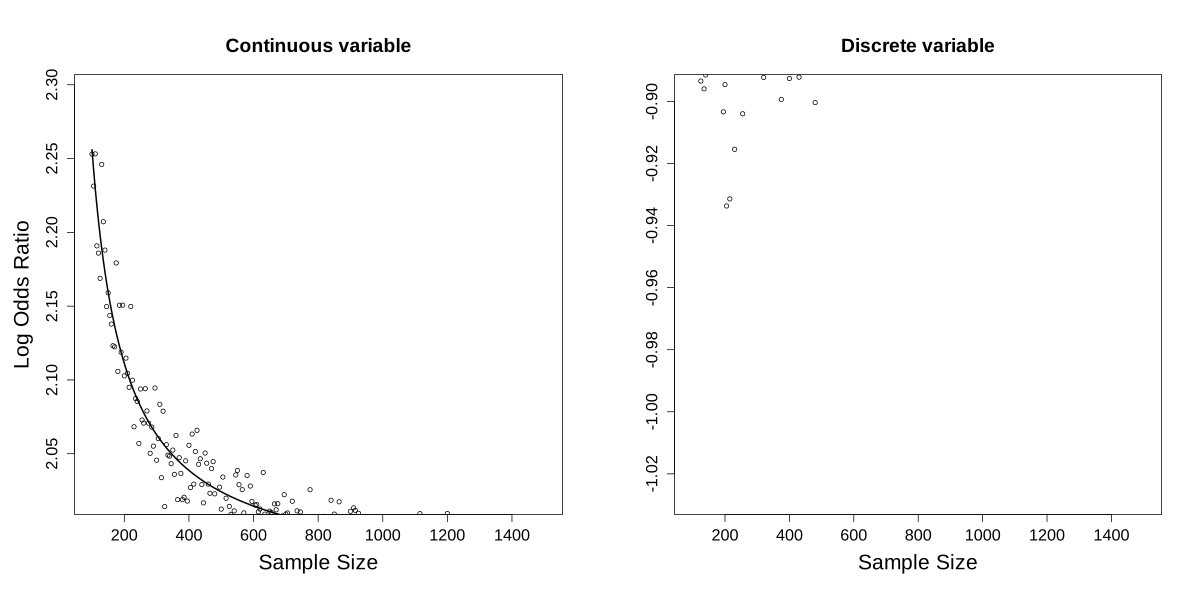 Continuous variable
Log Odds Ratio
2.30
2.25
2.20
2.15
2.10
2.05
200 400 600 800 1000 1200 1400
Sample Size
Discrete variable
-0.90
-0.92
-0.94
-0.96
-0.98
-1.00
-1.02
200 400 600 800 1000 1200 1400
Sample Size